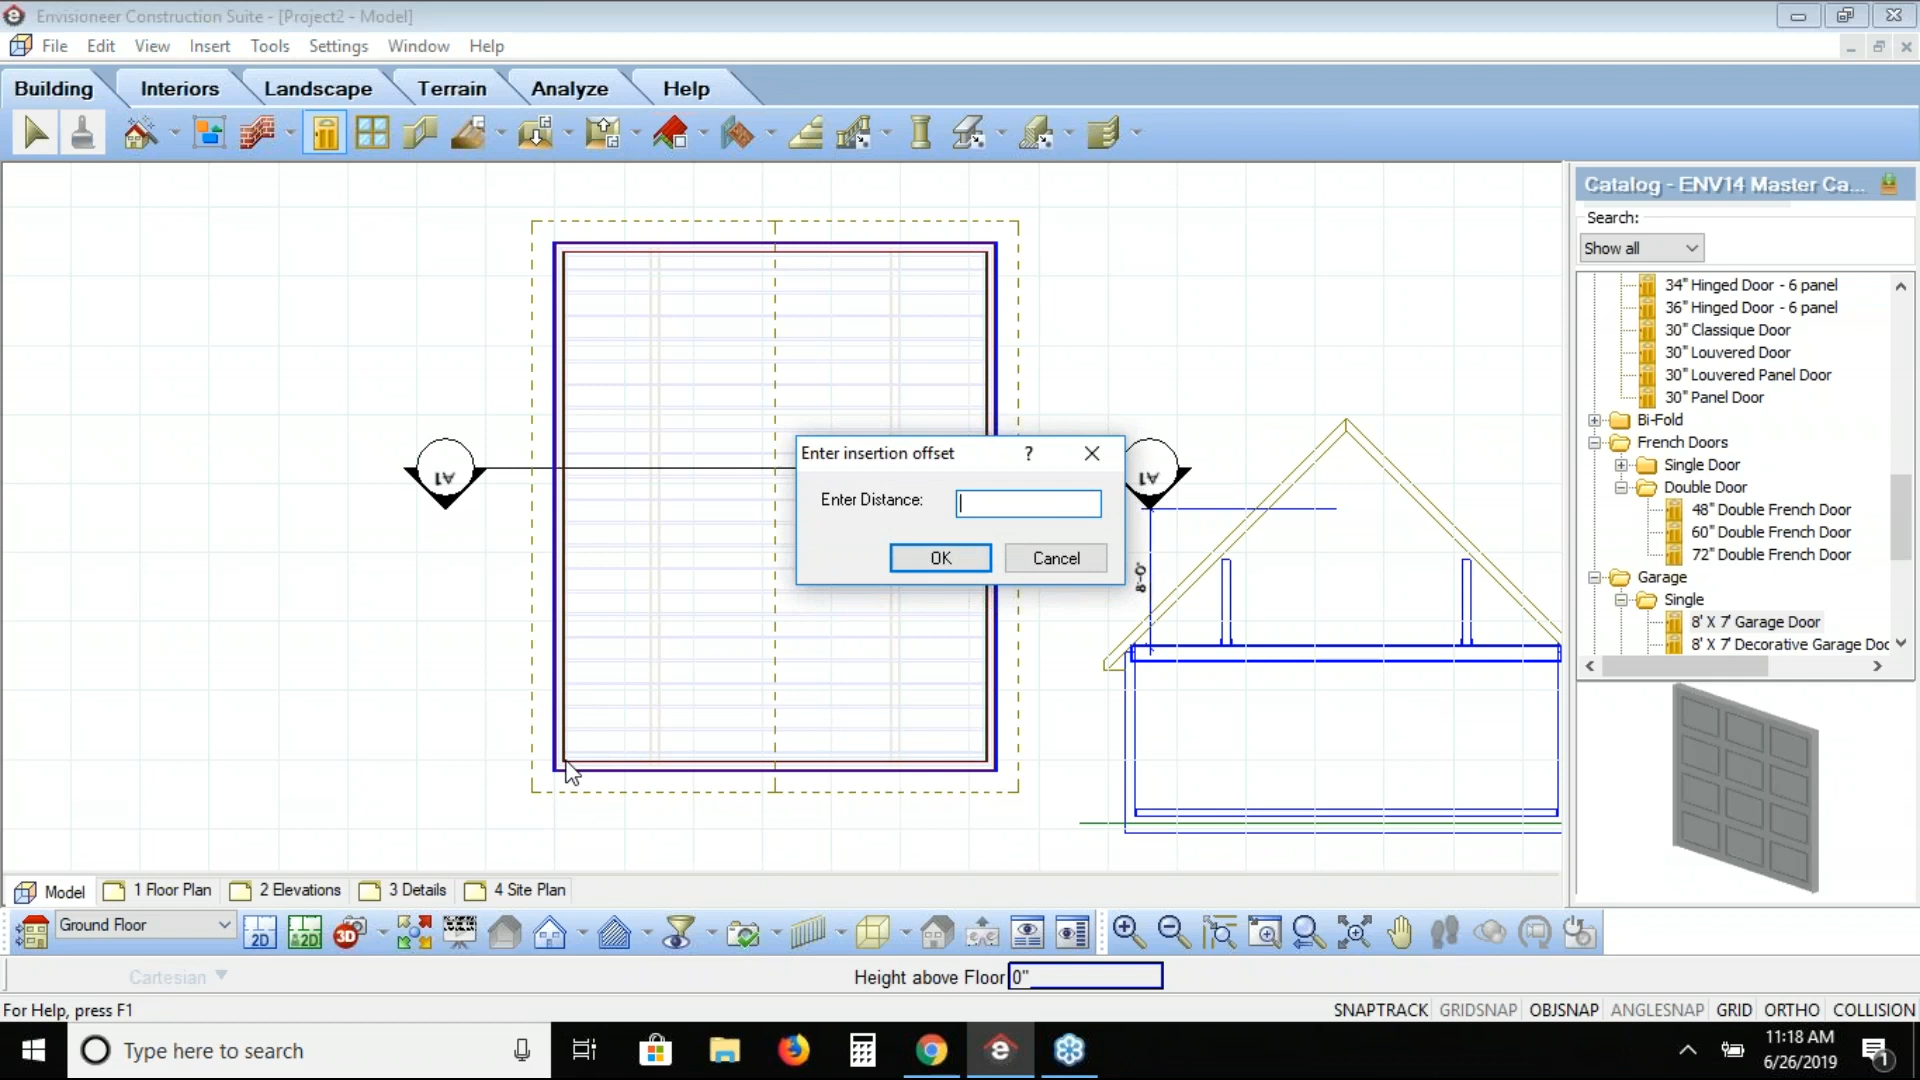 Envisioneer Construction Suite - [Project2 - Model]
File Edit View Insert Tools Settings Window Help
Building Interiors Landscape Terrain Analyze Help
Catalog - ENV14 Master Ca...
Search:
Show all
34" Hinged Door - 6 panel
36" Hinged Door - 6 panel
30" Classique Door
30" Louvered Door
30" Louvered Panel Door
30" Panel Door
Bi-Fold
French Doors
Single Door
Double Door
48" Double French Door
60" Double French Door
72" Double French Door
Garage
Single
8' X 7' Garage Door
8' X 7' Decorative Garage Doc
Enter insertion offset ?
Enter Distance:
OK Cancel
A1
A1
8'-0"
Model 1 Floor Plan 2 Elevations 3 Details 4 Site Plan
Ground Floor 2D 2D 3D
Cartesian Height above Floor 0"
For Help, press F1 SNAPTRACK GRIDSNAP OBJSNAP ANGLESNAP GRID ORTHO COLLISION
Type here to search
11:18 AM
6/26/2019
1